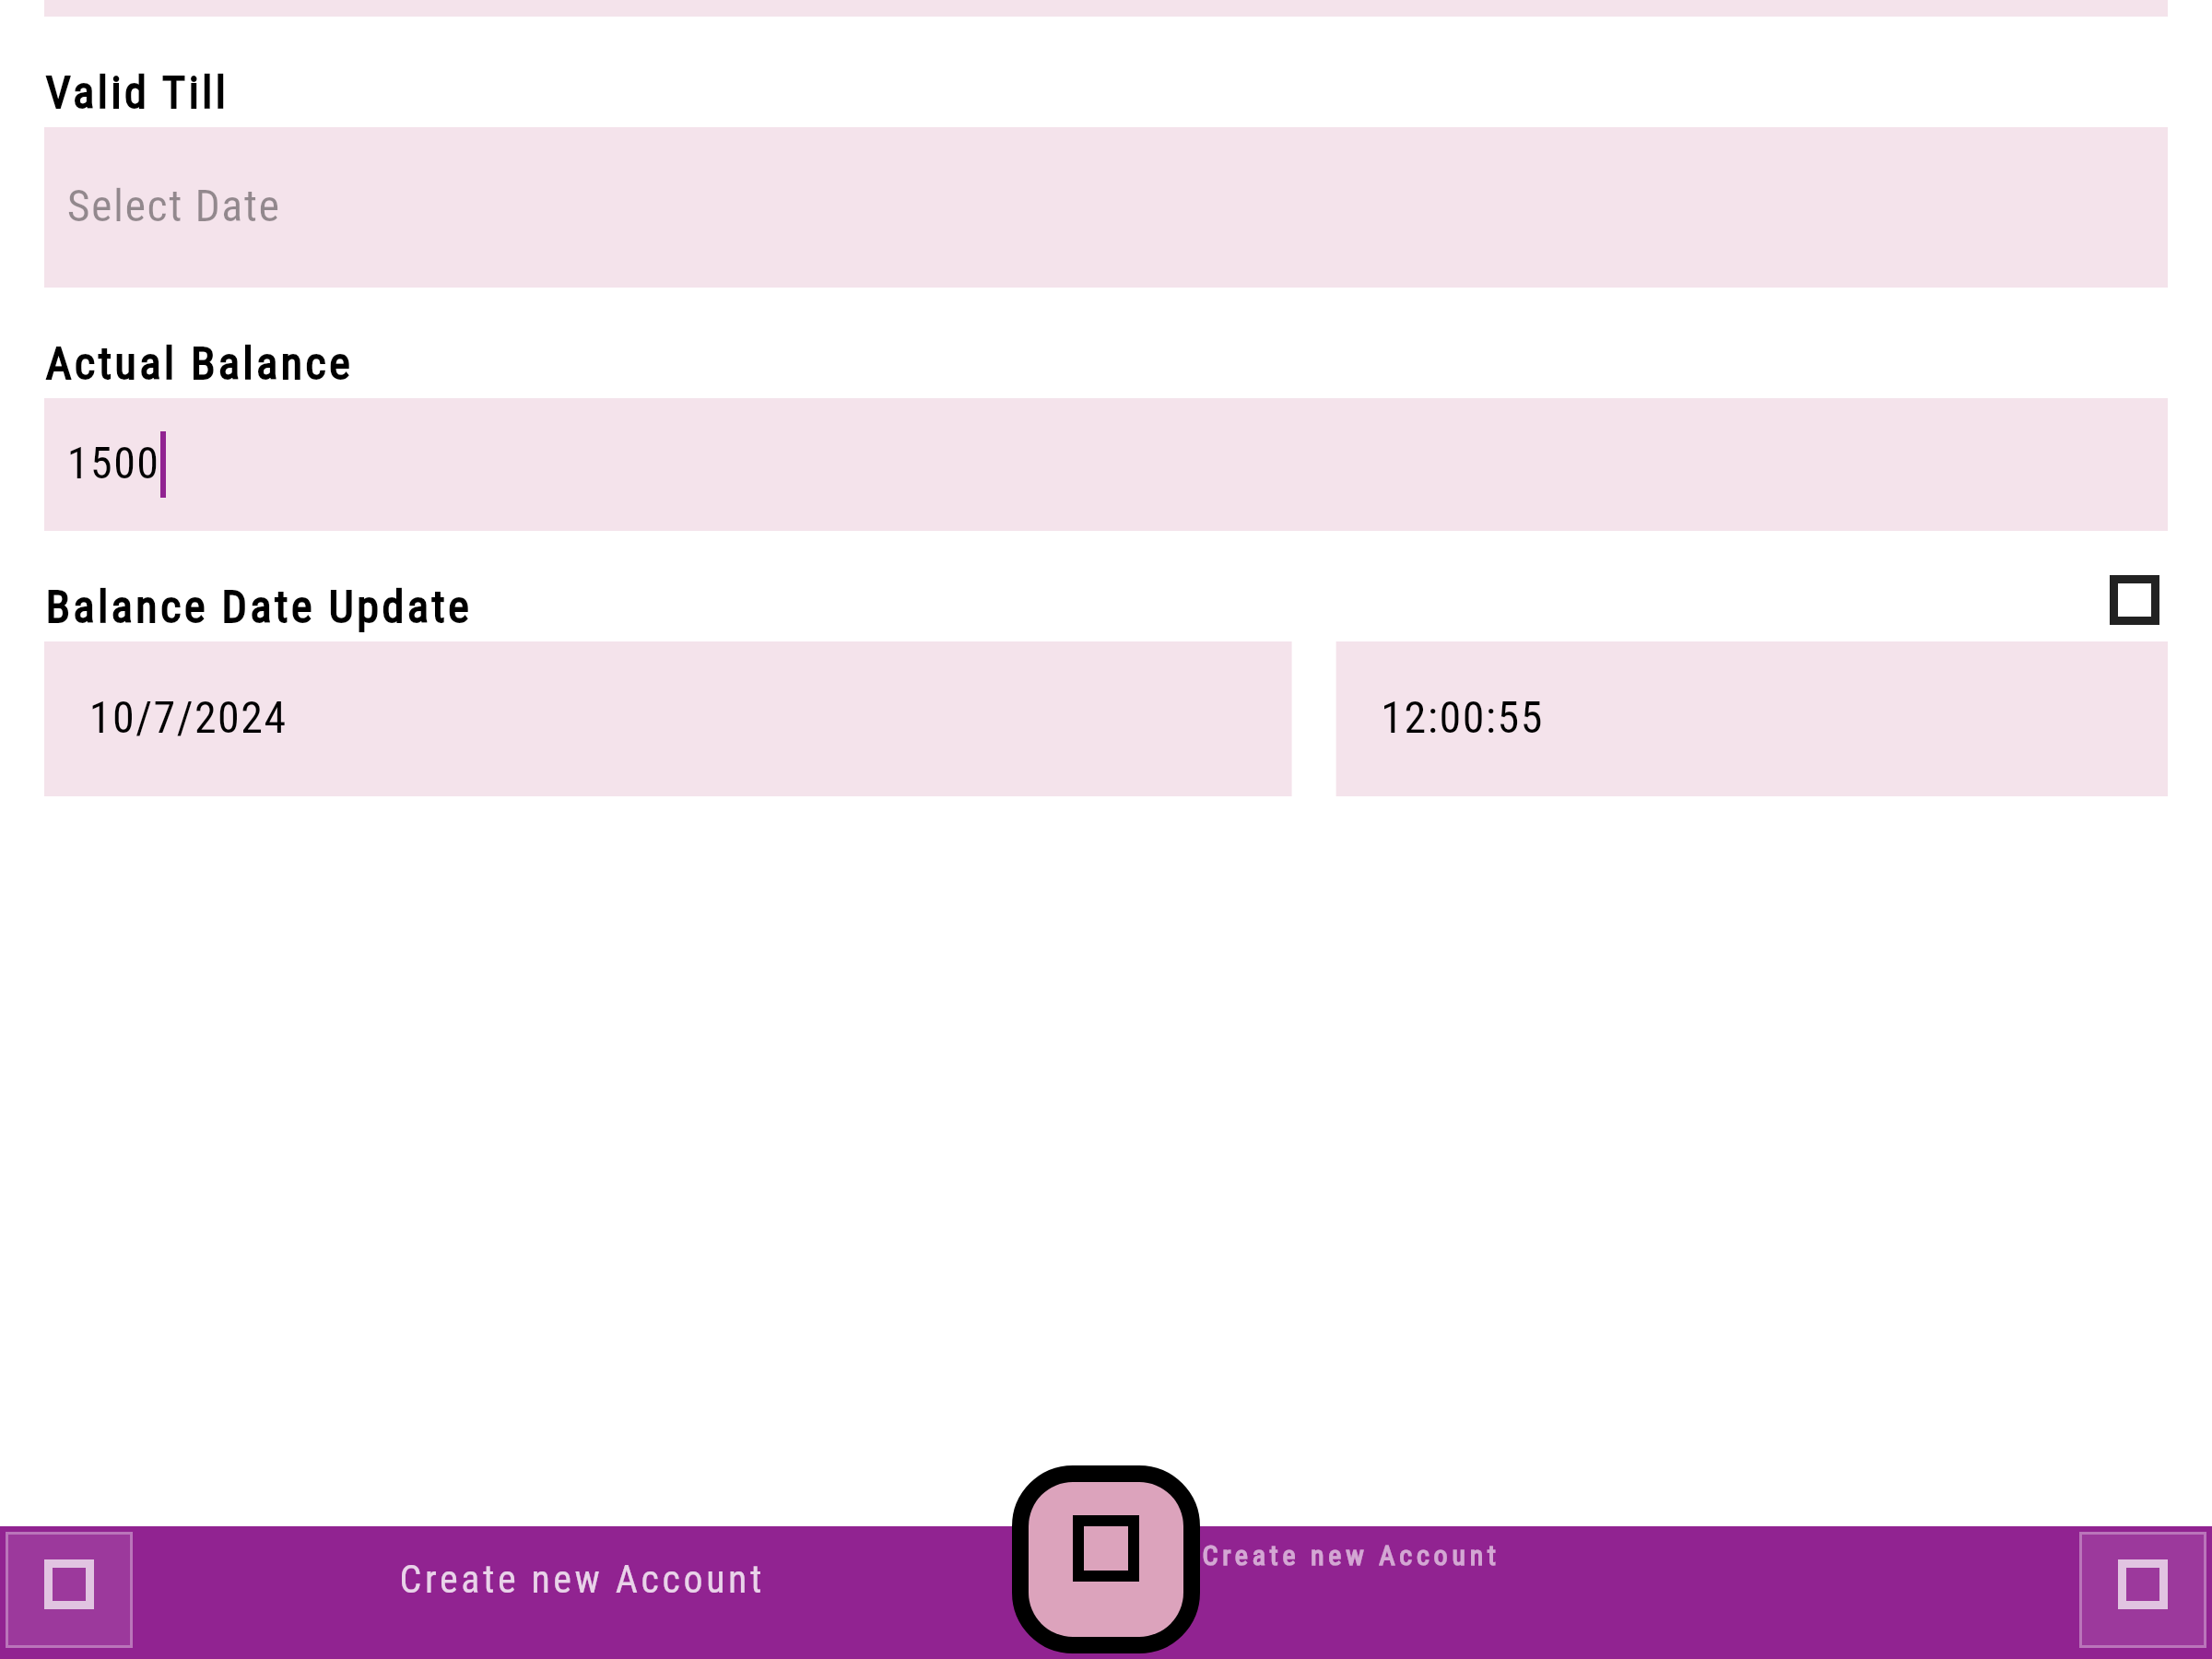 Valid Till
Select Date
Actual Balance
1500
Balance Date Update
10/7/2024
12:00:55
Create new Account
Create new Account